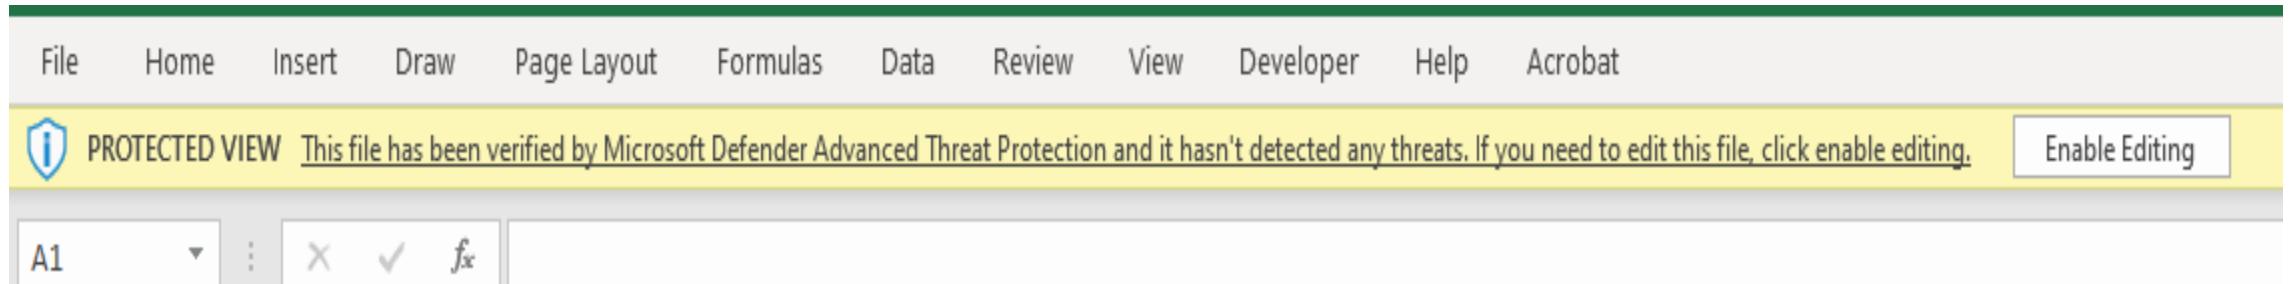 File Home Insert Draw Page Layout Formulas Data Review View Developer Help Acrobat
PROTECTED VIEW This file has been verified by Microsoft Defender Advanced Threat Protection and it hasn't detected any threats. If you need to edit this file, click enable editing. Enable Editing
A1 fx